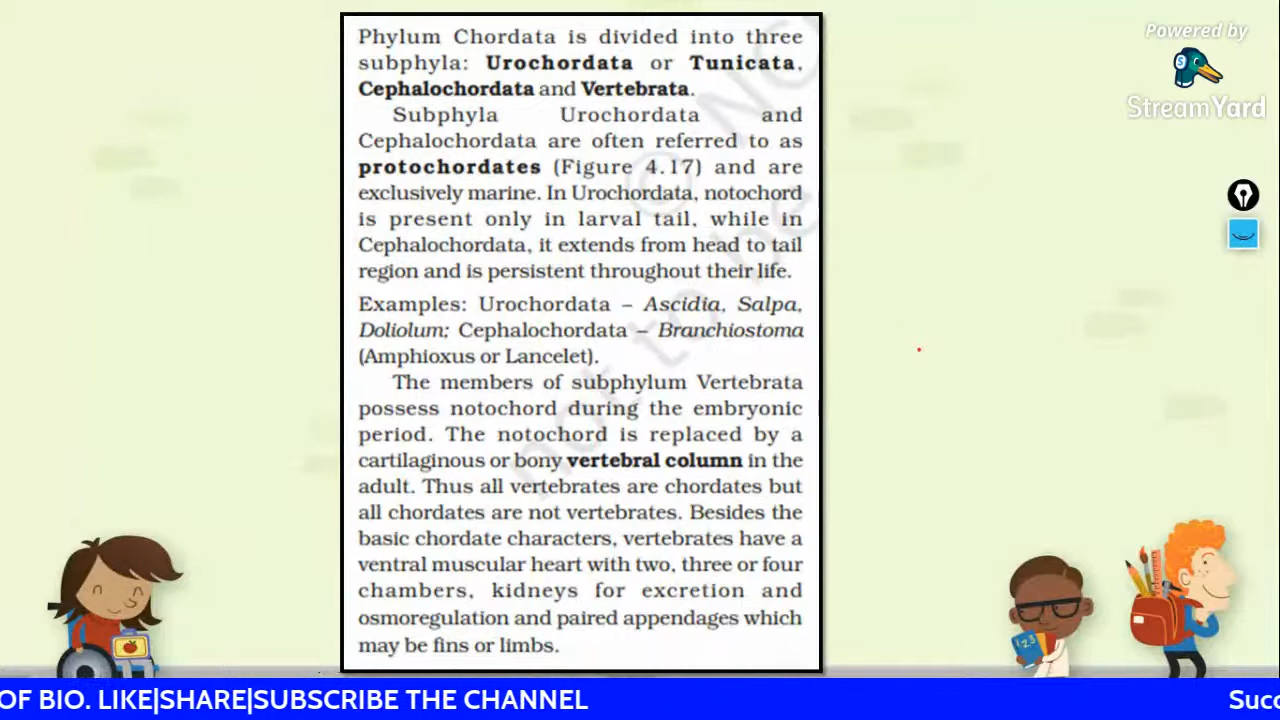 Phylum Chordata is divided into three
subphyla: Urochordata or Tunicata,
Cephalochordata and Vertebrata.
Subphyla Urochordata and
Cephalochordata are often referred to as
protochordates (Figure 4.17) and are
exclusively marine. In Urochordata, notochord
is present only in larval tail, while in
Cephalochordata, it extends from head to tail
region and is persistent throughout their life.
Examples: Urochordata – Ascidia, Salpa,
Doliolum; Cephalochordata – Branchiostoma
(Amphioxus or Lancelet).
The members of subphylum Vertebrata
possess notochord during the embryonic
period. The notochord is replaced by a
cartilaginous or bony vertebral column in the
adult. Thus all vertebrates are chordates but
all chordates are not vertebrates. Besides the
basic chordate characters, vertebrates have a
ventral muscular heart with two, three or four
chambers, kidneys for excretion and
osmoregulation and paired appendages which
may be fins or limbs.
Powered by
StreamYard
1 2 3
OF BIO. LIKE|SHARE|SUBSCRIBE THE CHANNEL
not to be